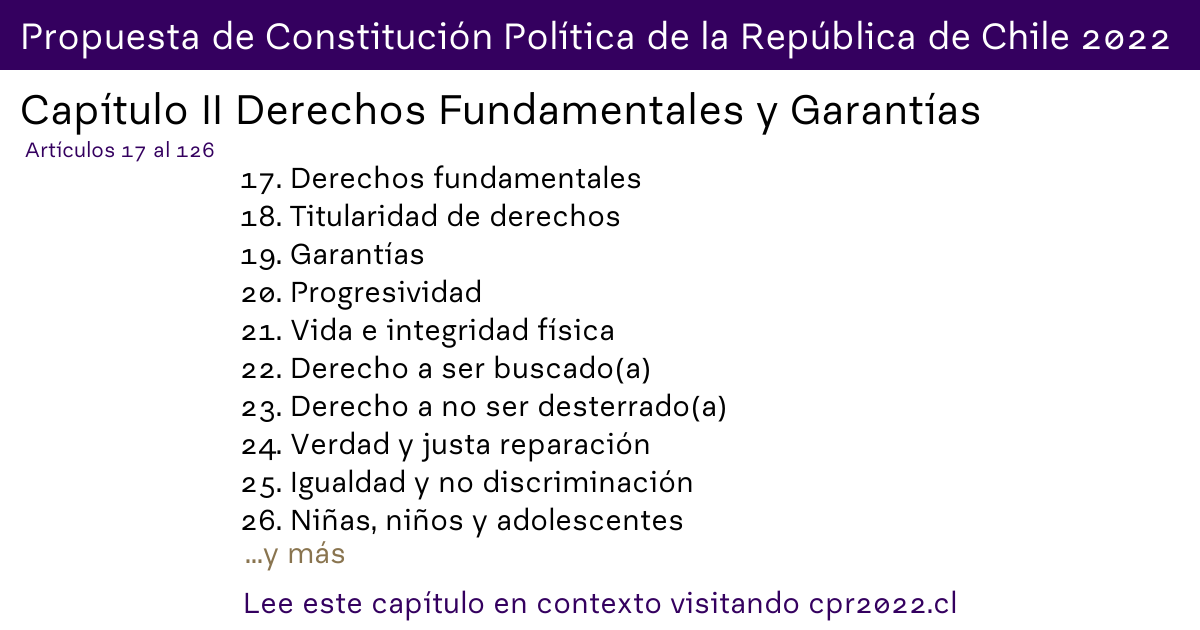 Propuesta de Constitución Política de la República de Chile 2022
Capítulo II Derechos Fundamentales y Garantías
Artículos 17 al 126
17. Derechos fundamentales
18. Titularidad de derechos
19. Garantías
20. Progresividad
21. Vida e integridad física
22. Derecho a ser buscado(a)
23. Derecho a no ser desterrado(a)
24. Verdad y justa reparación
25. Igualdad y no discriminación
26. Niñas, niños y adolescentes
...y más
Lee este capítulo en contexto visitando cpr2022.cl